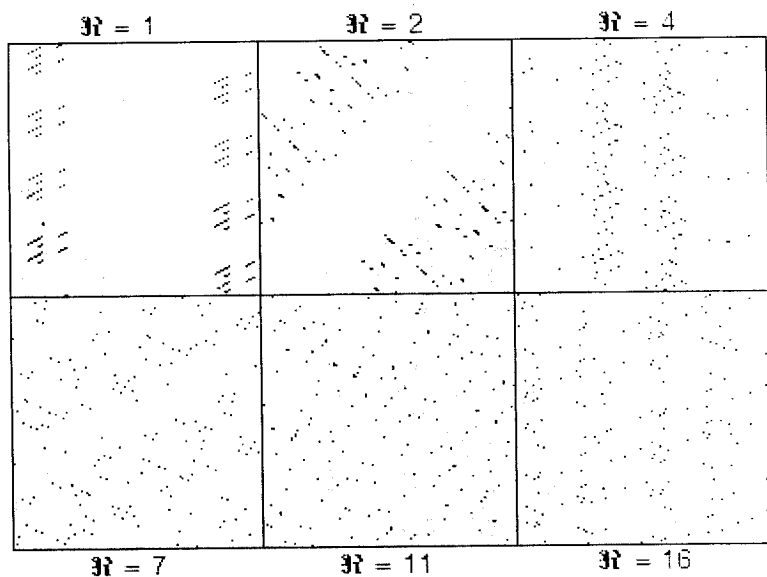 ℜ = 1 ℜ = 2 ℜ = 4
ℜ = 7 ℜ = 11 ℜ = 16